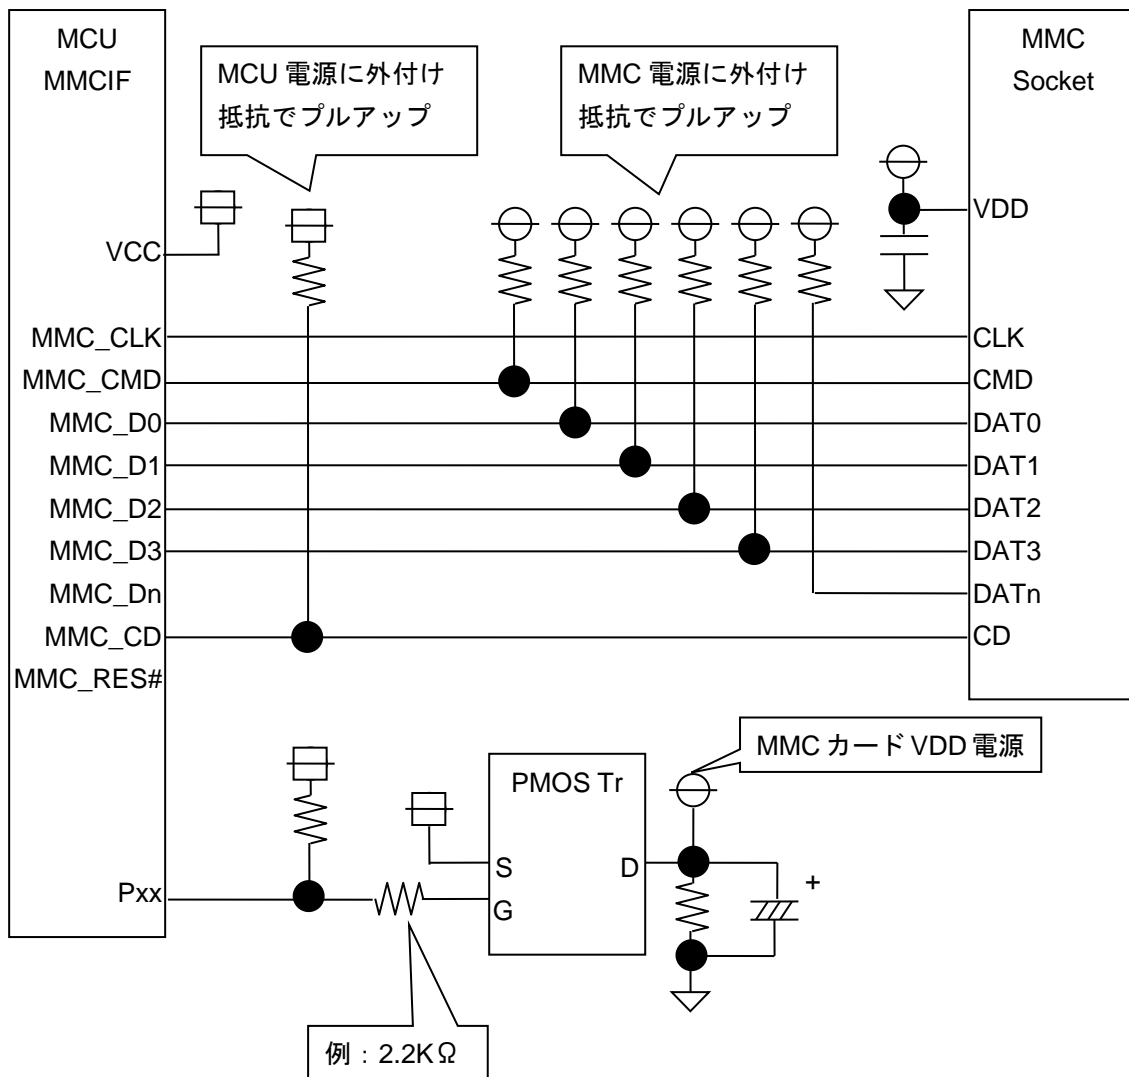 MCU
MMCIF
MCU 電源に外付け
抵抗でプルアップ
MMC 電源に外付け
抵抗でプルアップ
MMC
Socket
VCC
MMC_CLK
MMC_CMD
MMC_D0
MMC_D1
MMC_D2
MMC_D3
MMC_Dn
MMC_CD
MMC_RES#
Pxx
VDD
CLK
CMD
DAT0
DAT1
DAT2
DAT3
DATn
CD
MMC カード VDD 電源
PMOS Tr
S
G
D
+
例：2.2KΩ